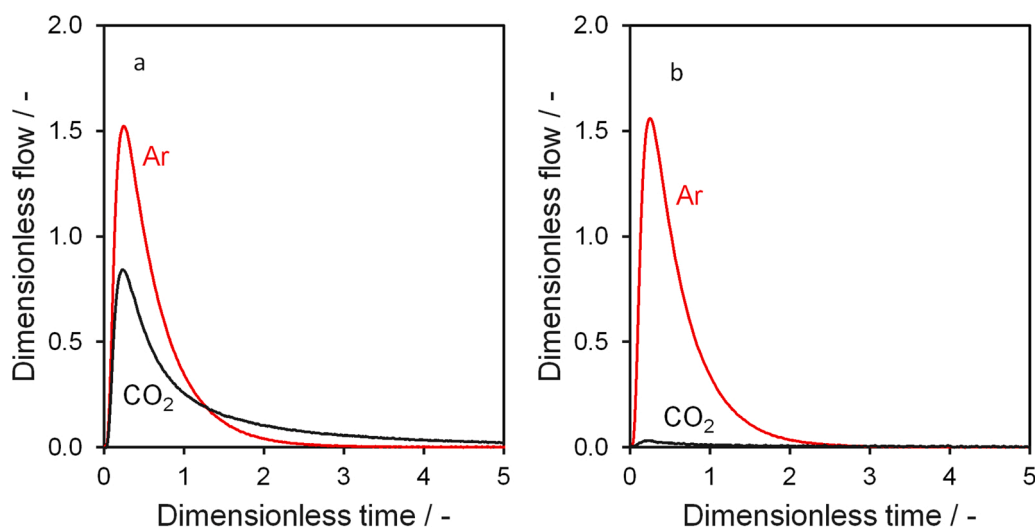 a
Dimensionless flow / -
2.0
1.5
1.0
0.5
0.0
Ar
CO₂
0 1 2 3 4 5
Dimensionless time / -
b
Dimensionless flow / -
2.0
1.5
1.0
0.5
0.0
Ar
CO₂
0 1 2 3 4 5
Dimensionless time / -